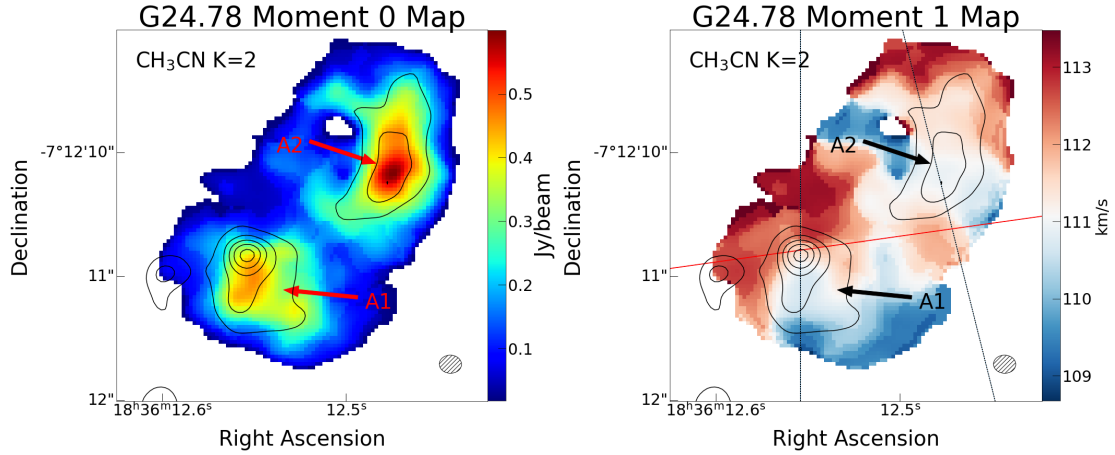 G24.78 Moment 0 Map
CH₃CN K=2
A2
A1
Declination
-7°12'10"
11"
12"
18ʰ36ᵐ12.6ˢ
12.5ˢ
Right Ascension
0.5
0.4
0.3
0.2
0.1
Jy/beam
G24.78 Moment 1 Map
CH₃CN K=2
A2
A1
Declination
-7°12'10"
11"
12"
18ʰ36ᵐ12.6ˢ
12.5ˢ
Right Ascension
113
112
111
110
109
km/s